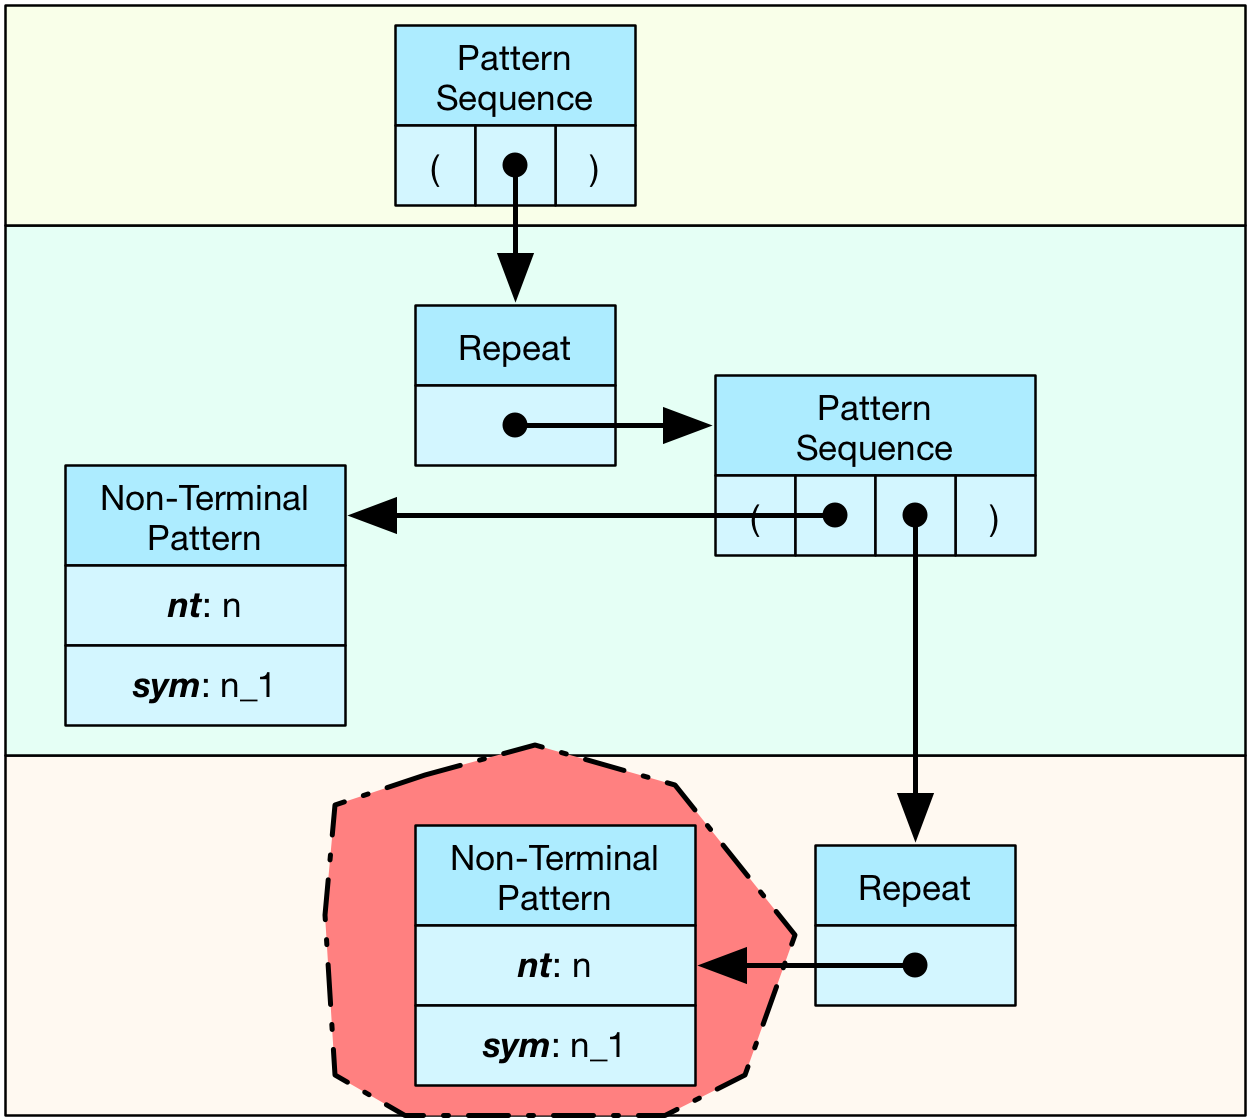 Pattern
Sequence
( )
Repeat
Pattern
Sequence
( )
Non-Terminal
Pattern
nt: n
sym: n_1
Non-Terminal
Pattern
nt: n
sym: n_1
Repeat